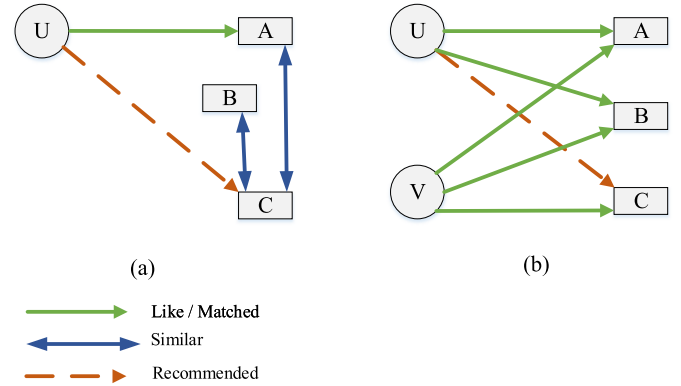 U
A
B
C
(a)
U
A
B
V
C
(b)
Like / Matched
Similar
Recommended